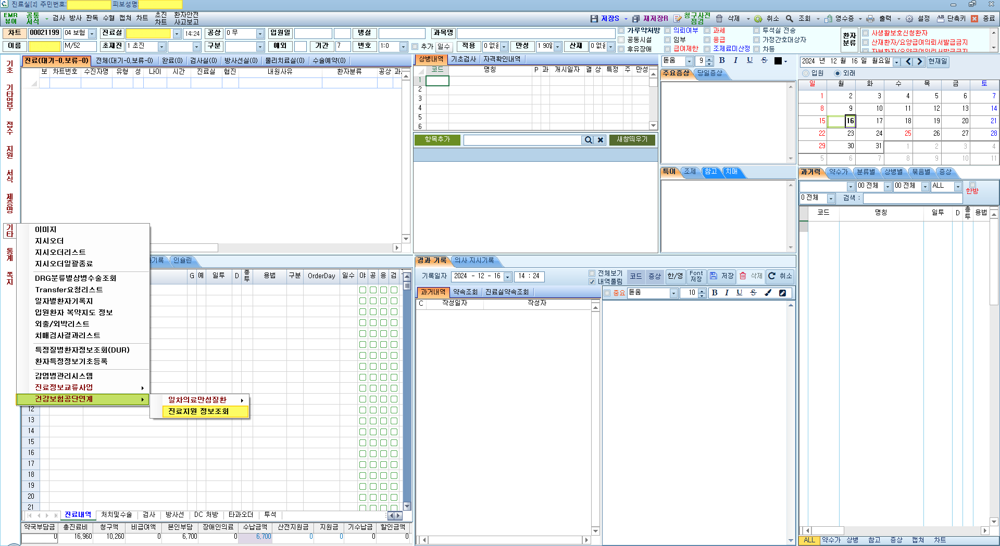 진료실[z] 주민번호: 피보성명:
EMR 뷰어 공통 서식 검사 방사 판독 수혈 캡쳐 차트 초진 차트 환자안전 사고보고 저장S 재저장R 청구사전 점검 삭제 취소 조회 영수증 출력 설정 단축키 종료
차트 00021199 04 보험 진료실 14:24 공상 0 무 입원일 병실 과목명
이름 M/52 초재진 1 초진 구분 예외 기간 7 번호 1:0 추가 일수 적용 0 없음 만성 1 90일 산재 0 없음
가루약처방 의뢰여부 과세 투석실 전송
공동시설 임부 응급 가정간호대상자
후유장애 급여제한 조제료미산정 차등
환자 분류
사생활보호신청환자
산재환자/요양급여의뢰서발급금지
자보환자/요양급여의뢰서발급금지
기초
기타업무
접수
지원
서식
제증명
기타
통계
쪽지
진료(대기-0,보류-0) 전체(대기-0,보류-0) 완료(0) 검사실(0) 방사선실(0) 물리치료실(0) 수술예약(0)
보 차트번호 수진자명 유형 성 나이 시간 진료실 협진 내원사유 환자분류 공상 과
상병내역 기초검사 자격확인내역
코드 명칭 P 과 개시일자 결 상 특정 주 만성
1
2
3
4
5
6
항목추가 새창띄우기
돋움 9 B I U S
주요증상 당일증상
특이 조제 참고 치매
2024 년 12 월 16 일 월요일 현재일
입원 외래
일 월 화 수 목 금 토
1 2 3 4 5 6 7
8 9 10 11 12 13 14
15 16 17 18 19 20 21
22 23 24 25 26 27 28
29 30 31 1 2 3 4
5 6 7 8 9 10 11
과거력 약수가 분류별 상병별 묶음별 증상
00 전체 00 전체 ALL 한방
0 전체 검색 :
코드 명칭 일투 D 총투 용법
이미지
지시오더
지시오더리스트
지시오더일괄종료
DRG분류별상병수술조회
Transfer요청리스트
일자별환자기록지
입원환자 복약지도 정보
외출/외박리스트
치매검사결과리스트
특정질병환자정보조회(DUR)
환자특정정보기초등록
감염병관리시스템
진료정보교류사업
건강보험공단연계
일차의료만성질환
진료지원 정보조회
기록 인슐린
G 예 일투 D 총투 용법 구분 OrderDay 일수 야 공 응 검
12
13
14
15
16
17
18
19
20
21
진료내역 처치및수술 검사 방사선 DC 처방 타과오더 투석
약국부담금 총진료비 청구액 비급여액 본인부담 장애인의료 수납금액 산전지원금 지원금 기수납금 할인금액
0 16,960 10,260 0 6,700 0 6,700 0 0 0 0
경과 기록 의사 지시기록
기록일자 2024 - 12 - 16 14 : 24 전체보기 내역풀림 코드 증상 한/영 Font 저장 저장 삭제 취소
과거내역 약속조회 진료실약속조회
C 작성일자 작성자
중요 돋움 10 B I U S
ALL 약수가 상병 참고 증상 캡쳐 차트